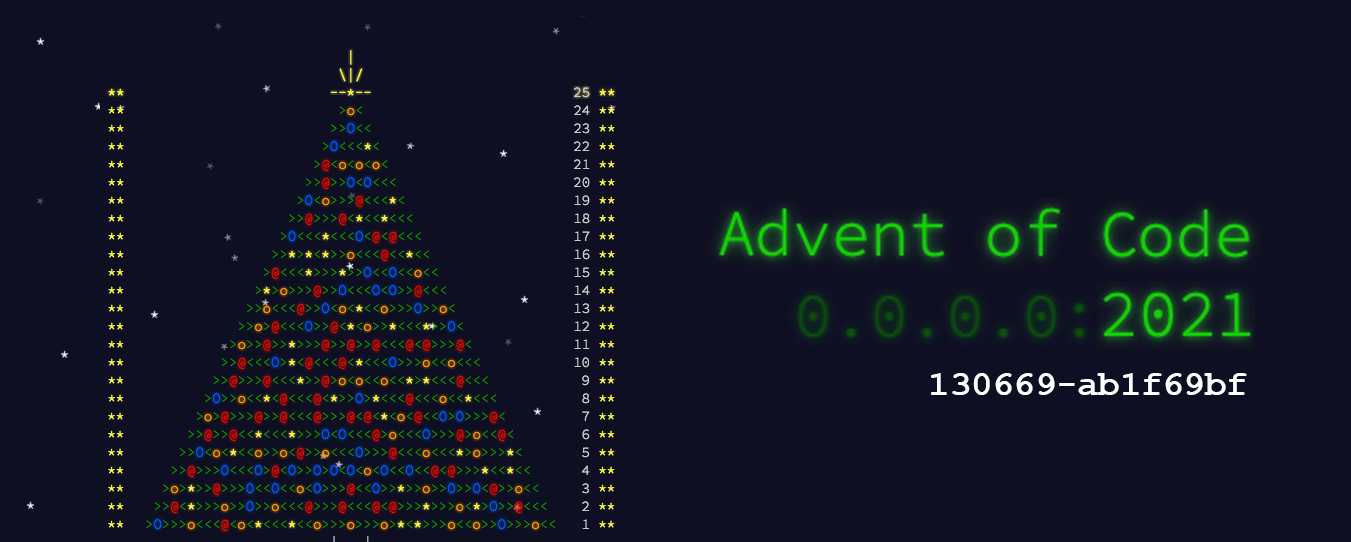 |
\|/
--*--
** 25 **
** >o< 24 **
** >>O<< 23 **
** >O<<<*< 22 **
** >@<o<o<o< 21 **
** >>@>>O<O<<< 20 **
** 19 **
** 18 **
** 17 **
** 16 **
** 15 **
** 14 **
** 13 **
** 12 **
** 11 **
** 10 **
** 9 **
** 8 **
** 7 **
** 6 **
** 5 **
** 4 **
** 3 **
** 2 **
** 1 **
Advent of Code
0.0.0.0:2021
130669-ab1f69bf